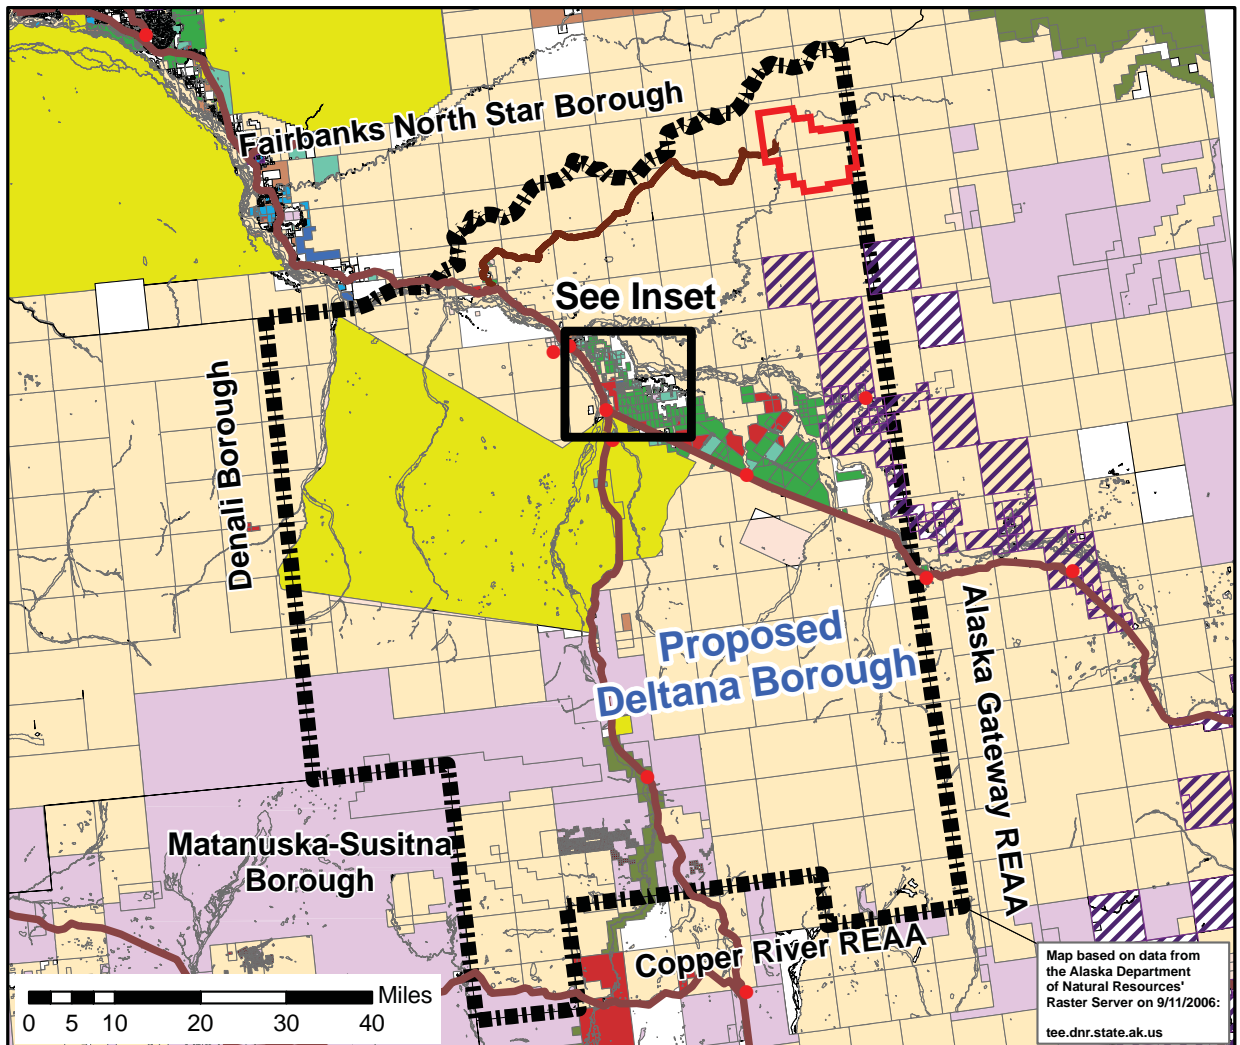 Fairbanks North Star Borough
See Inset
Denali Borough
Proposed
Deltana Borough
Alaska Gateway REAA
Matanuska-Susitna
Borough
Copper River REAA
Miles
0 5 10 20 30 40
Map based on data from
the Alaska Department
of Natural Resources'
Raster Server on 9/11/2006:
tee.dnr.state.ak.us